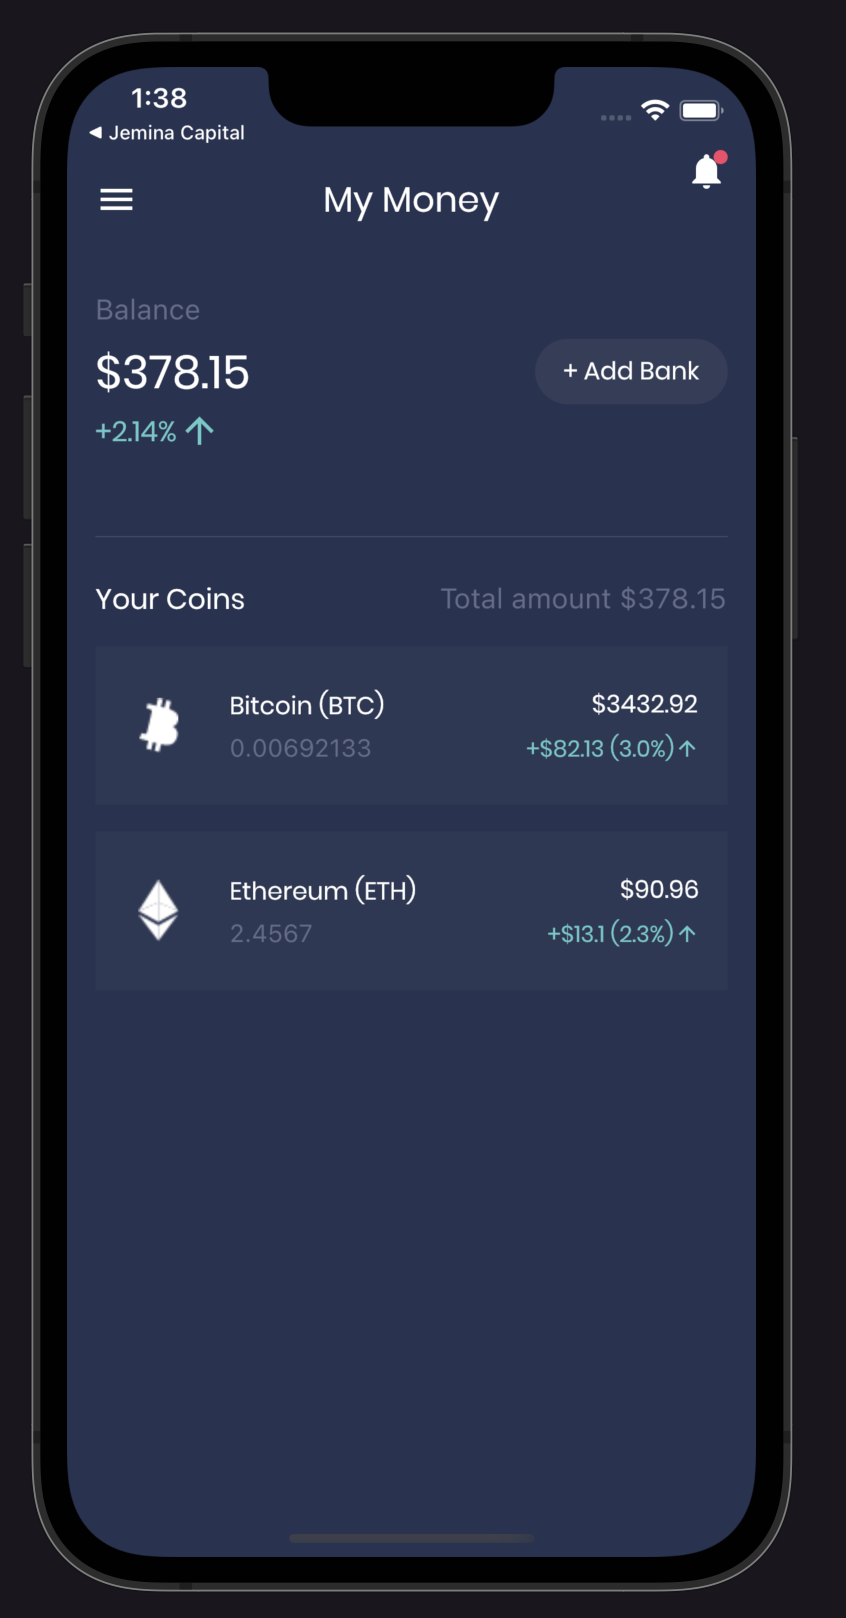 1:38
◀ Jemina Capital
My Money
Balance
$378.15
+ Add Bank
+2.14% ↑
Your Coins
Total amount $378.15
Bitcoin (BTC)
$3432.92
0.00692133
+$82.13 (3.0%) ↑
Ethereum (ETH)
$90.96
2.4567
+$13.1 (2.3%) ↑